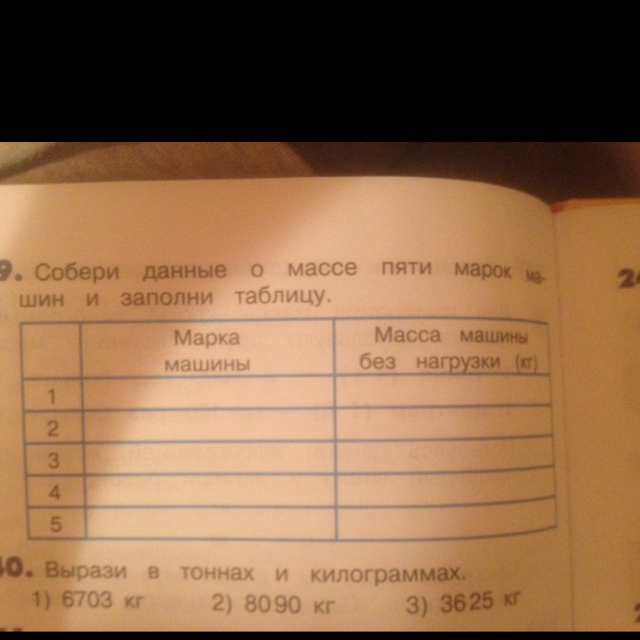 9. Собери данные о массе пяти марок ма-
шин и заполни таблицу.
Марка машины
Масса машины без нагрузки (кг)
1
2
3
4
5
40. Вырази в тоннах и килограммах.
1) 6703 кг 2) 8090 кг 3) 3625 кг